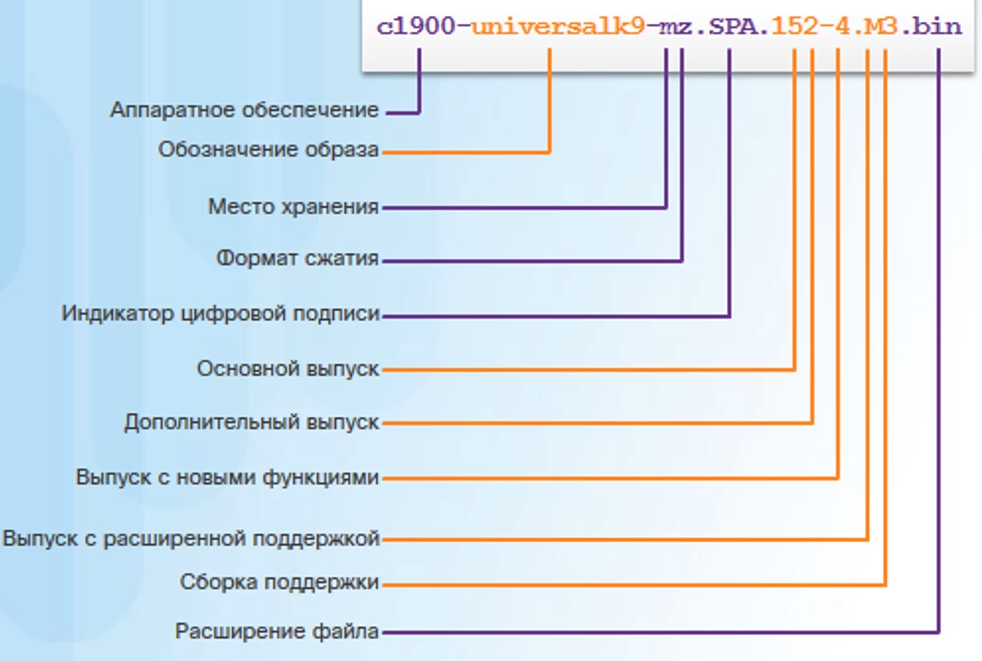 c1900-universalk9-mz.SPA.152-4.M3.bin
Аппаратное обеспечение
Обозначение образа
Место хранения
Формат сжатия
Индикатор цифровой подписи
Основной выпуск
Дополнительный выпуск
Выпуск с новыми функциями
Выпуск с расширенной поддержкой
Сборка поддержки
Расширение файла